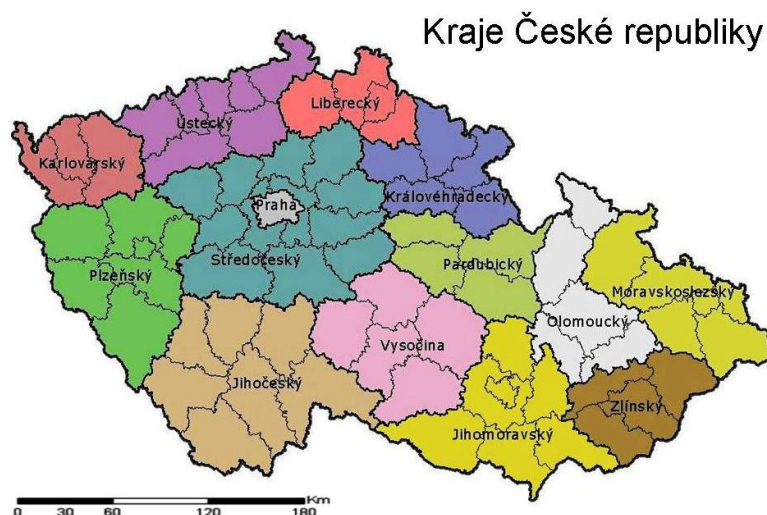 Kraje České republiky
Liberecký
Ústecký
Karlovarský
Královéhradecký
Praha
Středočeský
Pardubický
Plzeňský
Moravskoslezský
Olomoucký
Vysočina
Jihočeský
Zlínský
Jihomoravský
Km
0 30 60 120 180